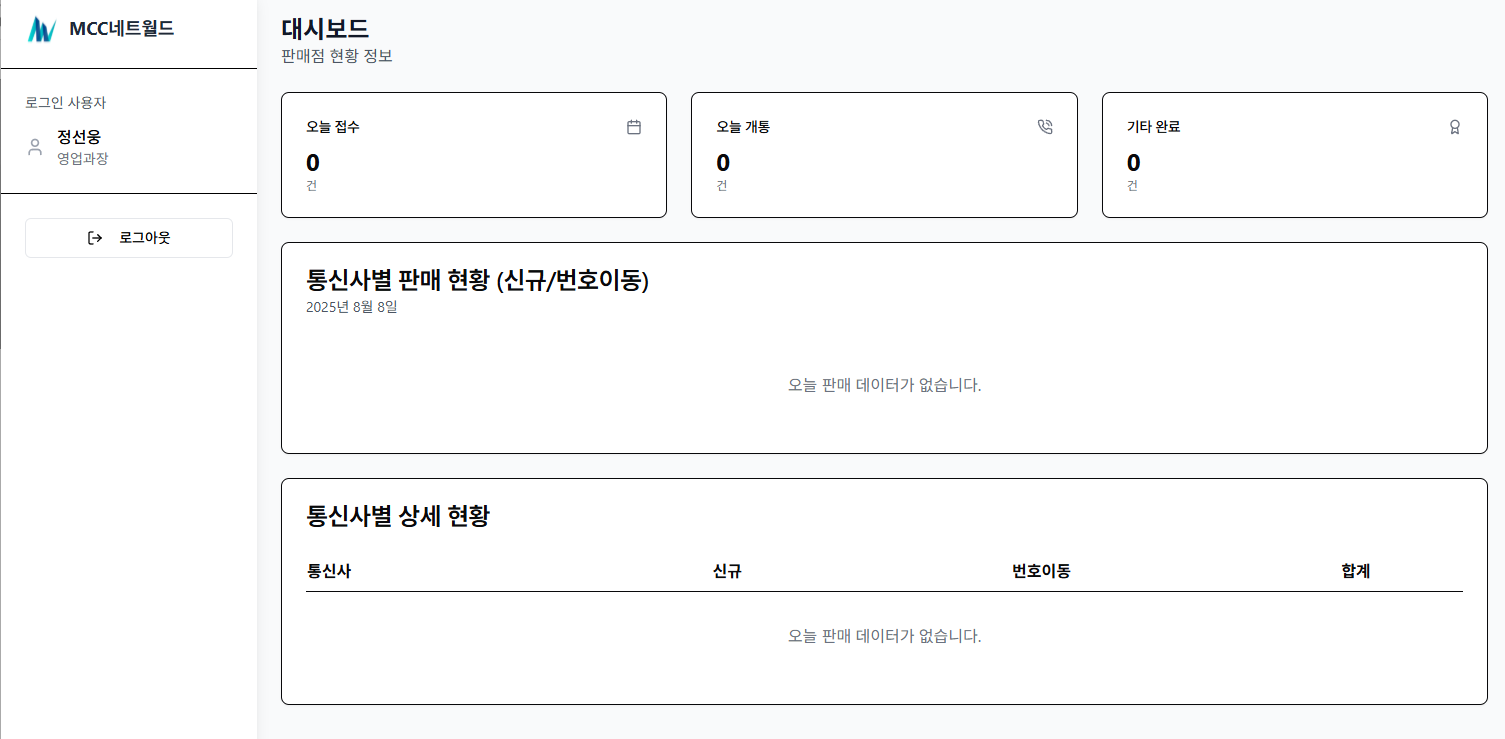 MCC네트월드
로그인 사용자
정선웅
영업과장
로그아웃
대시보드
판매점 현황 정보
오늘 접수
0
건
오늘 개통
0
건
기타 완료
0
건
통신사별 판매 현황 (신규/번호이동)
2025년 8월 8일
오늘 판매 데이터가 없습니다.
통신사별 상세 현황
통신사 신규 번호이동 합계
오늘 판매 데이터가 없습니다.